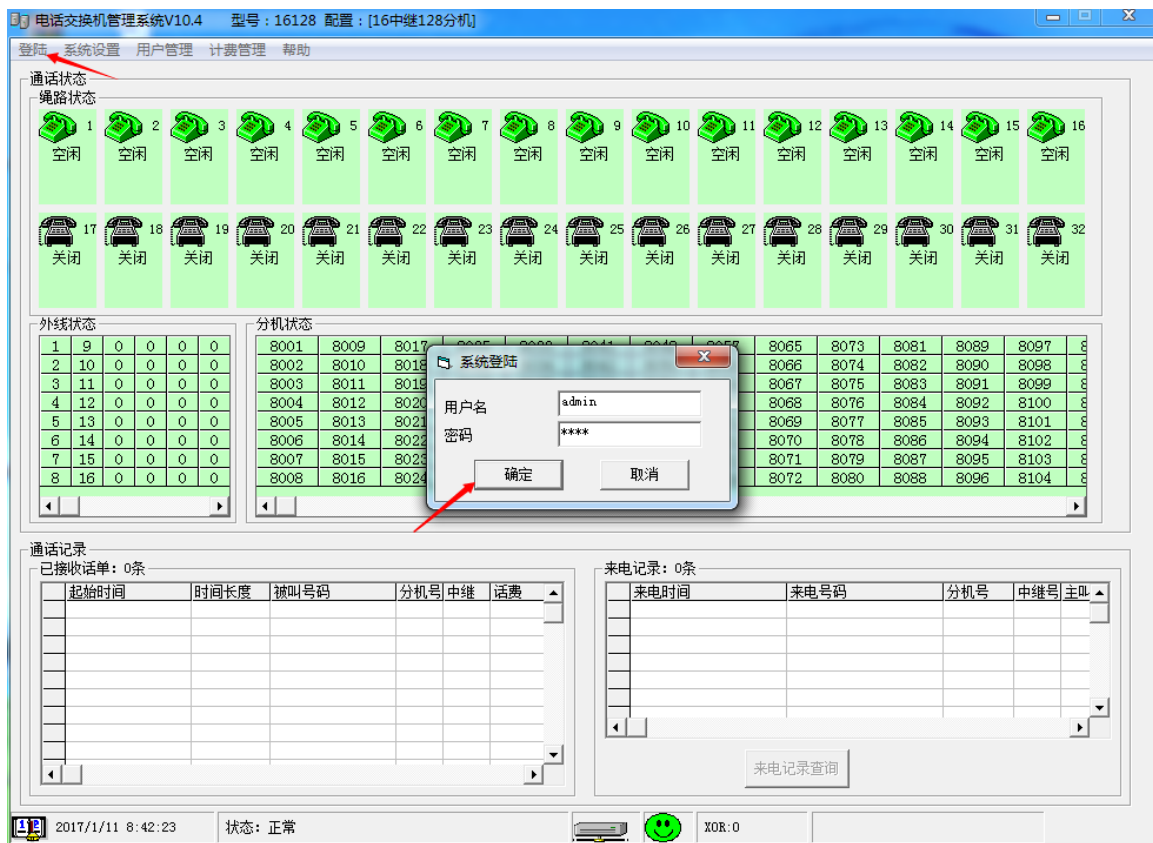 电话交换机管理系统V10.4 型号：16128 配置：[16中继128分机]
登陆 系统设置 用户管理 计费管理 帮助
通话状态
绳路状态
1 2 3 4 5 6 7 8 9 10 11 12 13 14 15 16
空闲 空闲 空闲 空闲 空闲 空闲 空闲 空闲 空闲 空闲 空闲 空闲 空闲 空闲 空闲 空闲
17 18 19 20 21 22 23 24 25 26 27 28 29 30 31 32
关闭 关闭 关闭 关闭 关闭 关闭 关闭 关闭 关闭 关闭 关闭 关闭 关闭 关闭 关闭 关闭
外线状态
1 9 0 0 0 0
2 10 0 0 0 0
3 11 0 0 0 0
4 12 0 0 0 0
5 13 0 0 0 0
6 14 0 0 0 0
7 15 0 0 0 0
8 16 0 0 0 0
分机状态
8001 8009 8017 8065 8073 8081 8089 8097 8
8002 8010 8018 8066 8074 8082 8090 8098 8
8003 8011 8019 8067 8075 8083 8091 8099 8
8004 8012 8020 8068 8076 8084 8092 8100 8
8005 8013 8021 8069 8077 8085 8093 8101 8
8006 8014 8022 8070 8078 8086 8094 8102 8
8007 8015 8023 8071 8079 8087 8095 8103 8
8008 8016 8024 8072 8080 8088 8096 8104 8
系统登陆
用户名 admin
密码 ****
确定 取消
通话记录
已接收话单：0条
起始时间 时间长度 被叫号码 分机号 中继 话费
来电记录：0条
来电时间 来电号码 分机号 中继号 主叫
来电记录查询
2017/1/11 8:42:23 状态：正常 XOR:0